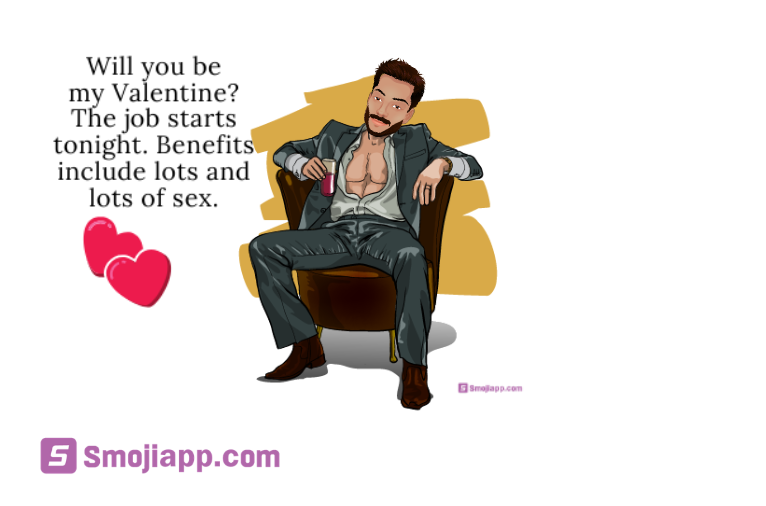 Will you be
my Valentine?
The job starts
tonight. Benefits
include lots and
lots of sex.
S Smojiapp.com
S Smojiapp.com